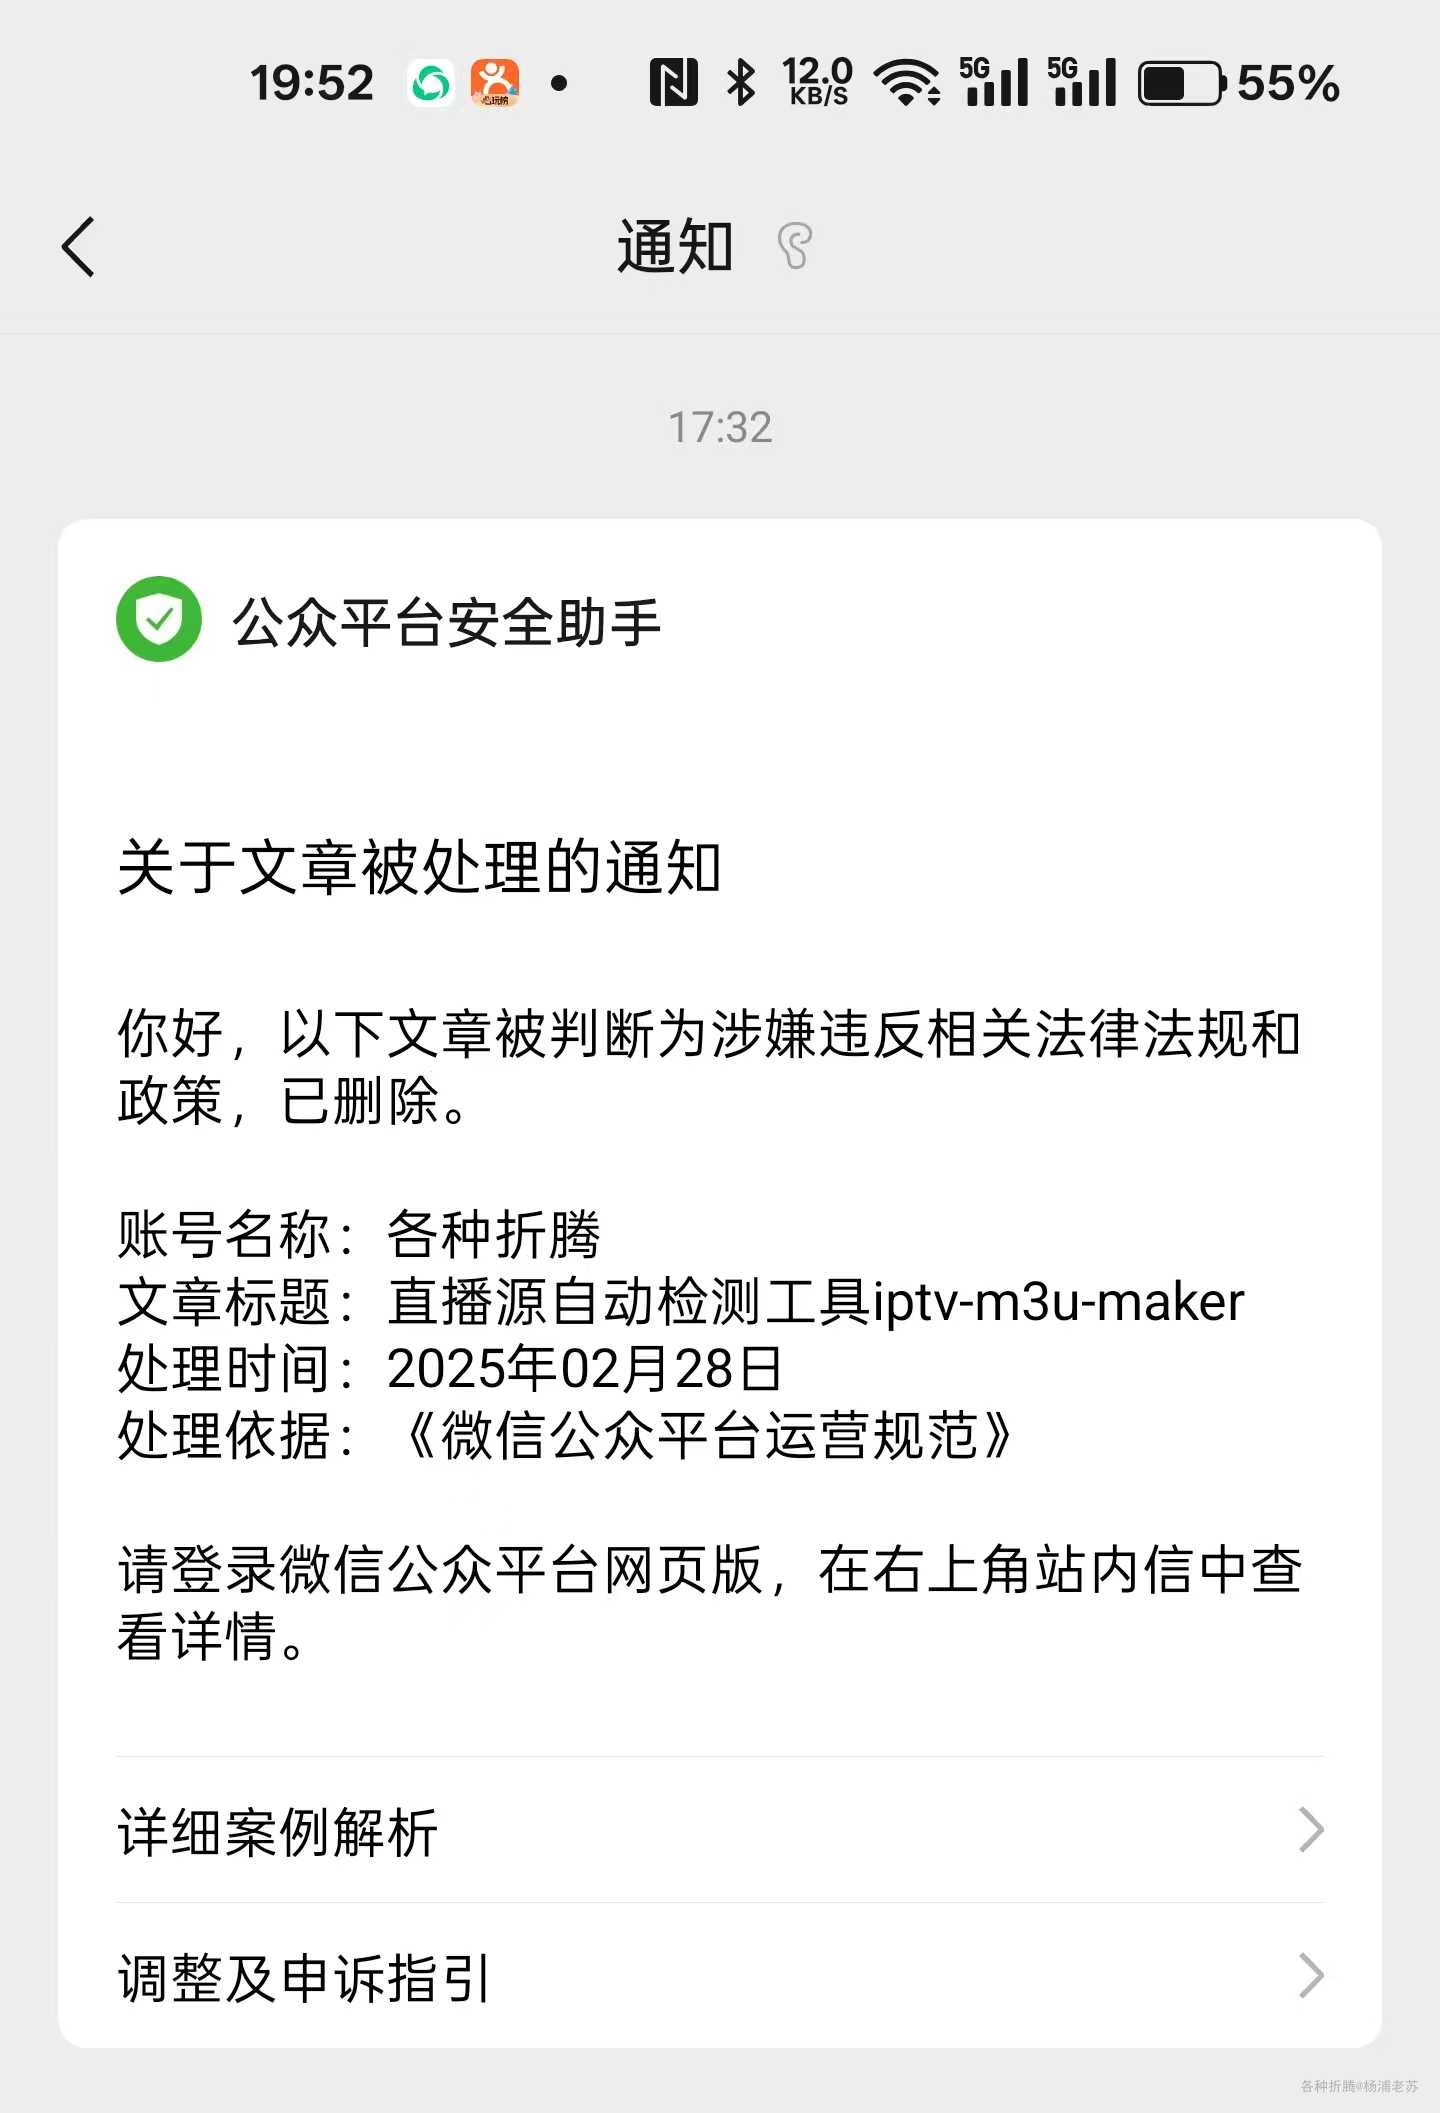 19:52
12.0
KB/S
5G
5G
55%
通知
17:32
公众平台安全助手
关于文章被处理的通知
你好，以下文章被判断为涉嫌违反相关法律法规和
政策，已删除。
账号名称：各种折腾
文章标题：直播源自动检测工具iptv-m3u-maker
处理时间：2025年02月28日
处理依据：《微信公众平台运营规范》
请登录微信公众平台网页版，在右上角站内信中查
看详情。
详细案例解析
调整及申诉指引
各种折腾@杨浦老苏